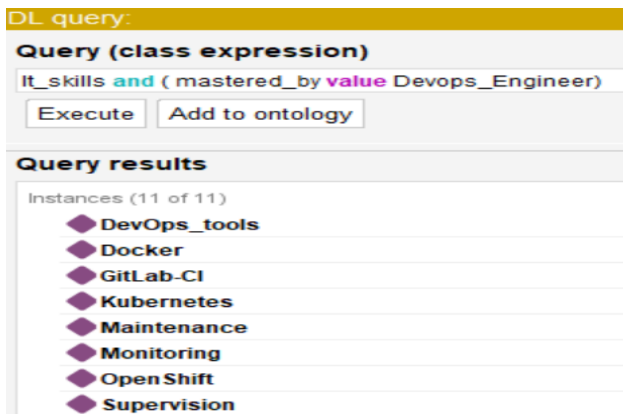 DL query:
Query (class expression)
It_skills and ( mastered_by value Devops_Engineer)
Execute Add to ontology
Query results
Instances (11 of 11)
DevOps_tools
Docker
GitLab-CI
Kubernetes
Maintenance
Monitoring
OpenShift
Supervision